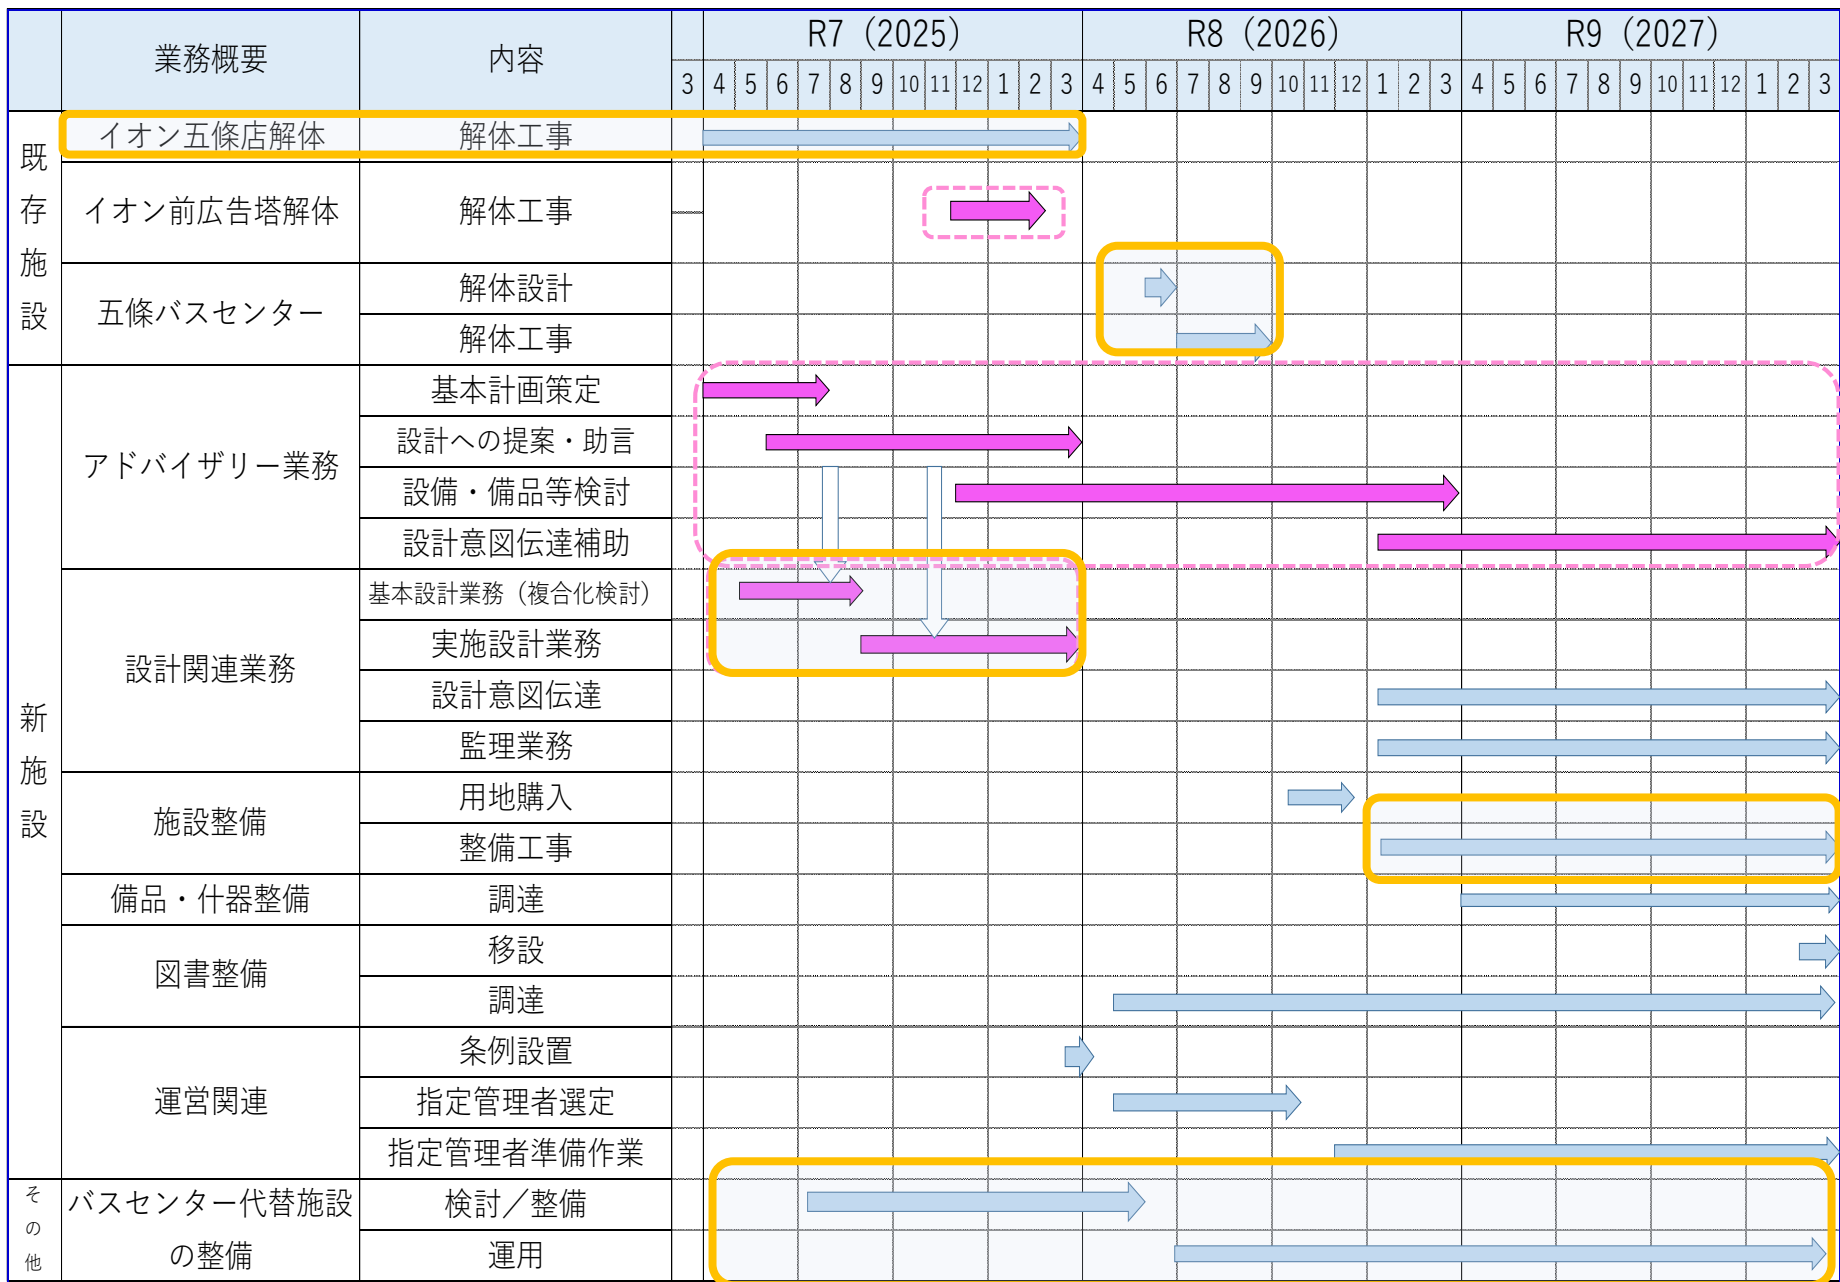 業務概要 内容 R7（2025） R8（2026） R9（2027）
3 4 5 6 7 8 9 10 11 12 1 2 3 4 5 6 7 8 9 10 11 12 1 2 3 4 5 6 7 8 9 10 11 12 1 2 3
既存施設
イオン五條店解体 解体工事
イオン前広告塔解体 解体工事
五條バスセンター 解体設計
解体工事
新施設
アドバイザリー業務 基本計画策定
設計への提案・助言
設備・備品等検討
設計意図伝達補助
設計関連業務 基本設計業務（複合化検討）
実施設計業務
設計意図伝達
監理業務
施設整備 用地購入
整備工事
備品・什器整備 調達
図書整備 移設
調達
運営関連 条例設置
指定管理者選定
指定管理者準備作業
その他
バスセンター代替施設
の整備
検討／整備
運用